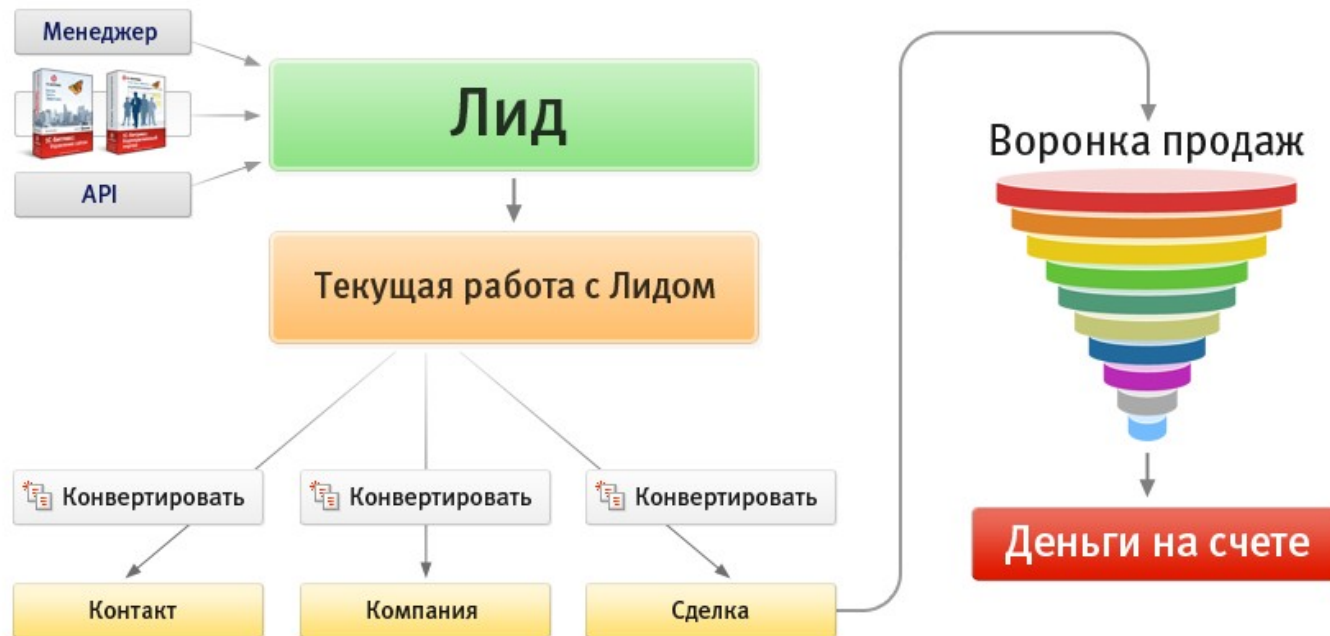 Менеджер
API
Лид
Текущая работа с Лидом
Конвертировать
Конвертировать
Конвертировать
Контакт
Компания
Сделка
Воронка продаж
Деньги на счете